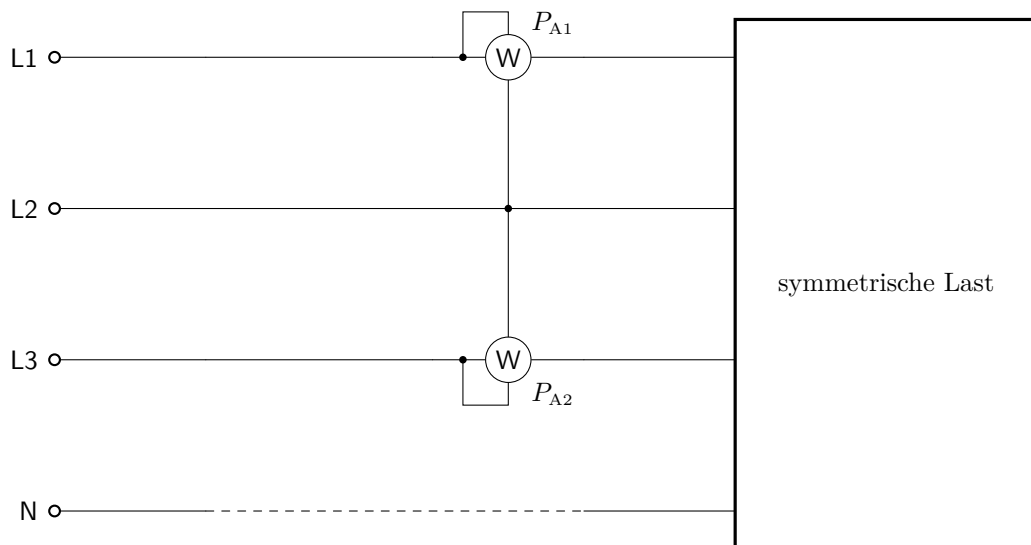 P_A1
L1 W
L2
symmetrische Last
L3 W
P_A2
N